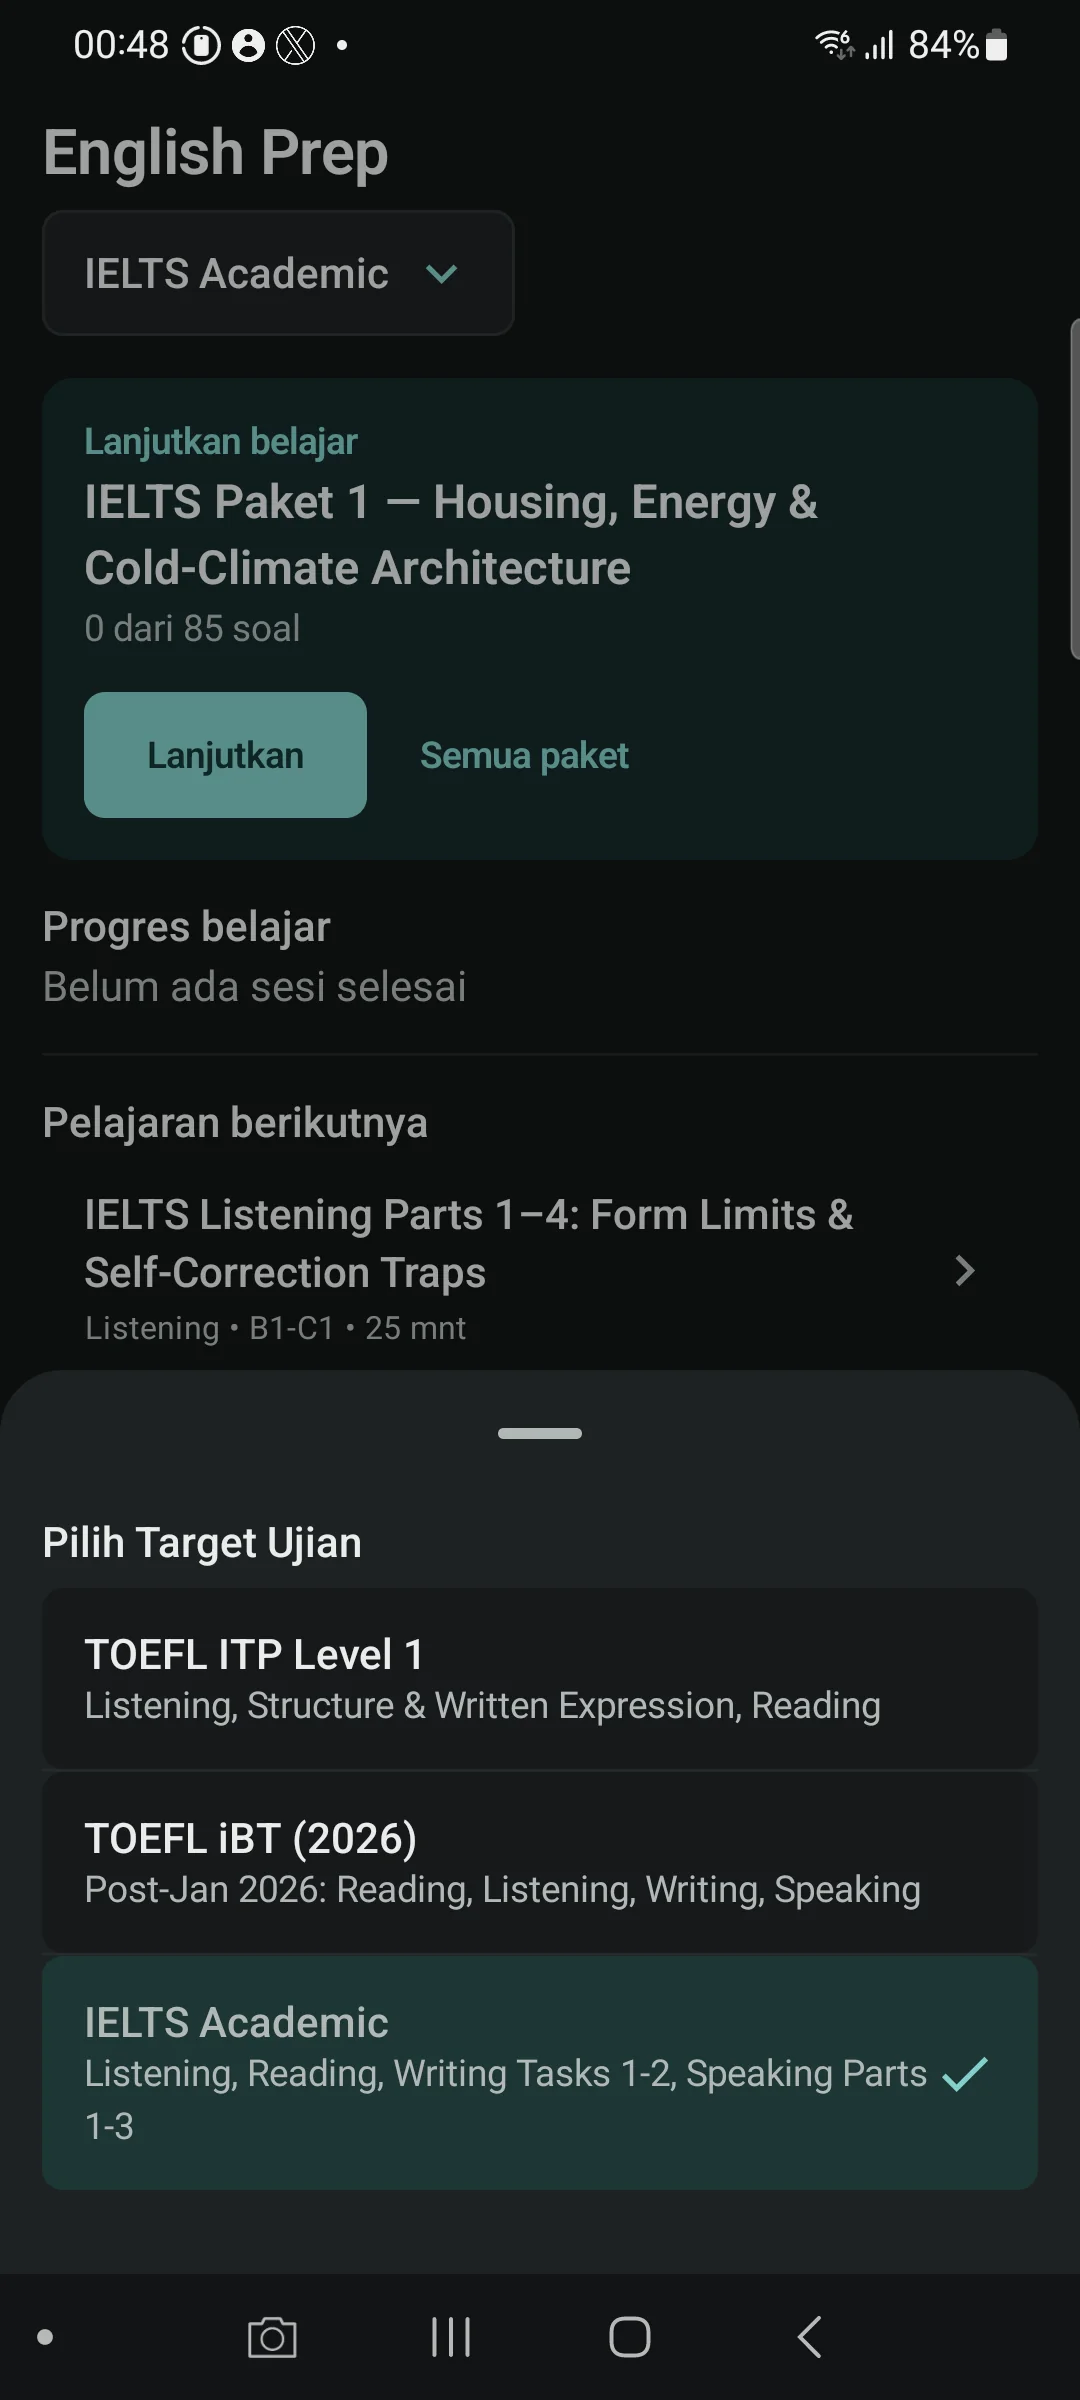 00:48
84%
English Prep
IELTS Academic
Lanjutkan belajar
IELTS Paket 1 — Housing, Energy &
Cold-Climate Architecture
0 dari 85 soal
Lanjutkan
Semua paket
Progres belajar
Belum ada sesi selesai
Pelajaran berikutnya
IELTS Listening Parts 1–4: Form Limits &
Self-Correction Traps
Listening • B1-C1 • 25 mnt
Pilih Target Ujian
TOEFL ITP Level 1
Listening, Structure & Written Expression, Reading
TOEFL iBT (2026)
Post-Jan 2026: Reading, Listening, Writing, Speaking
IELTS Academic
Listening, Reading, Writing Tasks 1-2, Speaking Parts
1-3